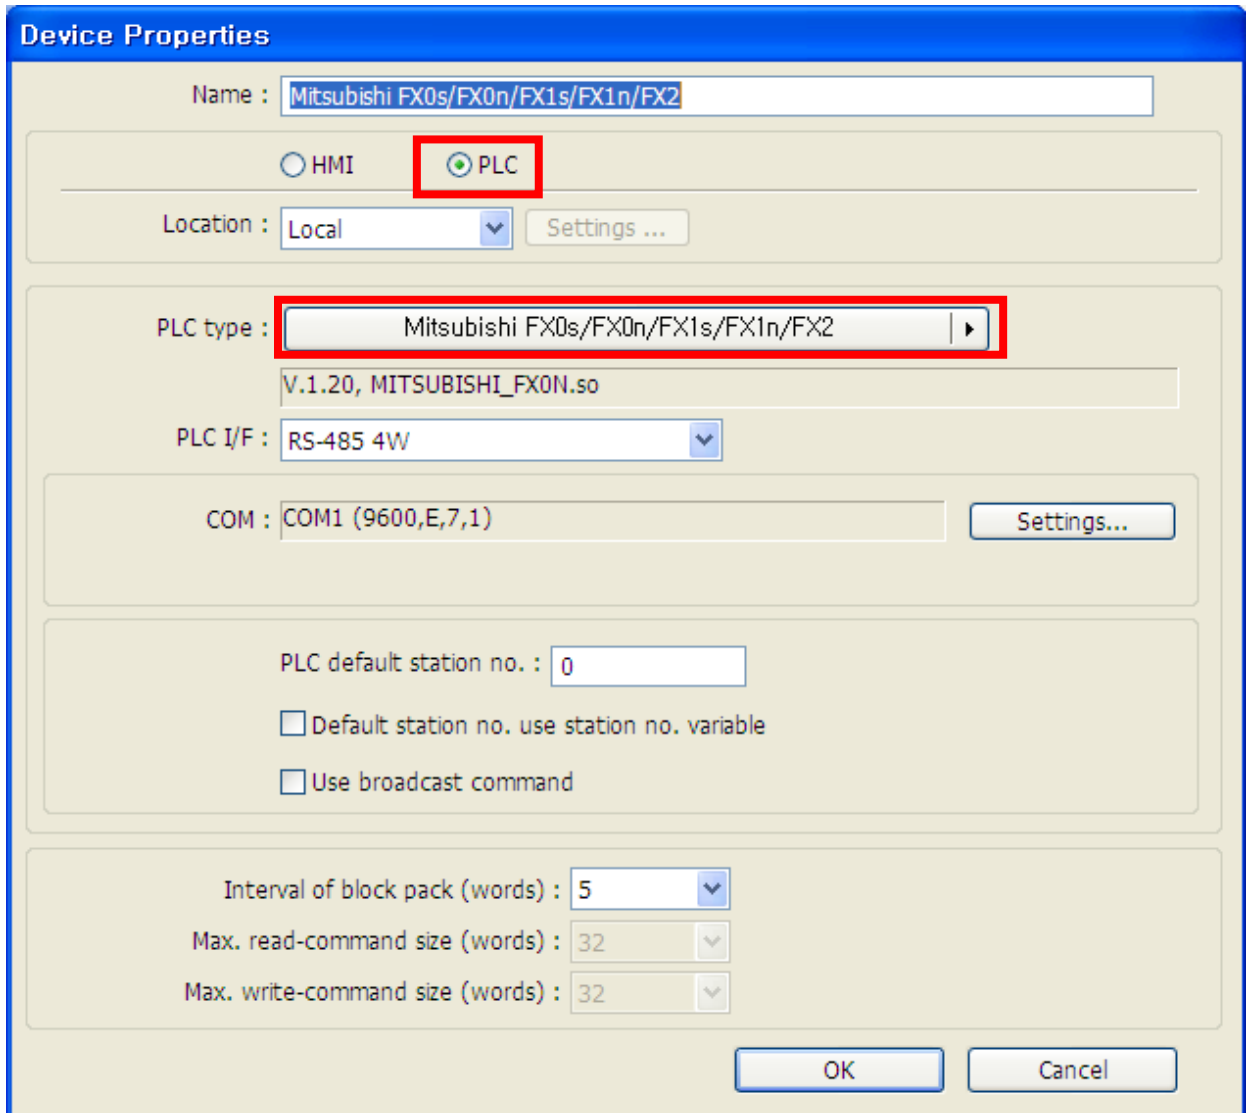 Device Properties
Name : Mitsubishi FX0s/FX0n/FX1s/FX1n/FX2
HMI PLC
Location : Local Settings ...
PLC type : Mitsubishi FX0s/FX0n/FX1s/FX1n/FX2
V.1.20, MITSUBISHI_FX0N.so
PLC I/F : RS-485 4W
COM : COM1 (9600,E,7,1) Settings...
PLC default station no. : 0
Default station no. use station no. variable
Use broadcast command
Interval of block pack (words) : 5
Max. read-command size (words) : 32
Max. write-command size (words) : 32
OK Cancel